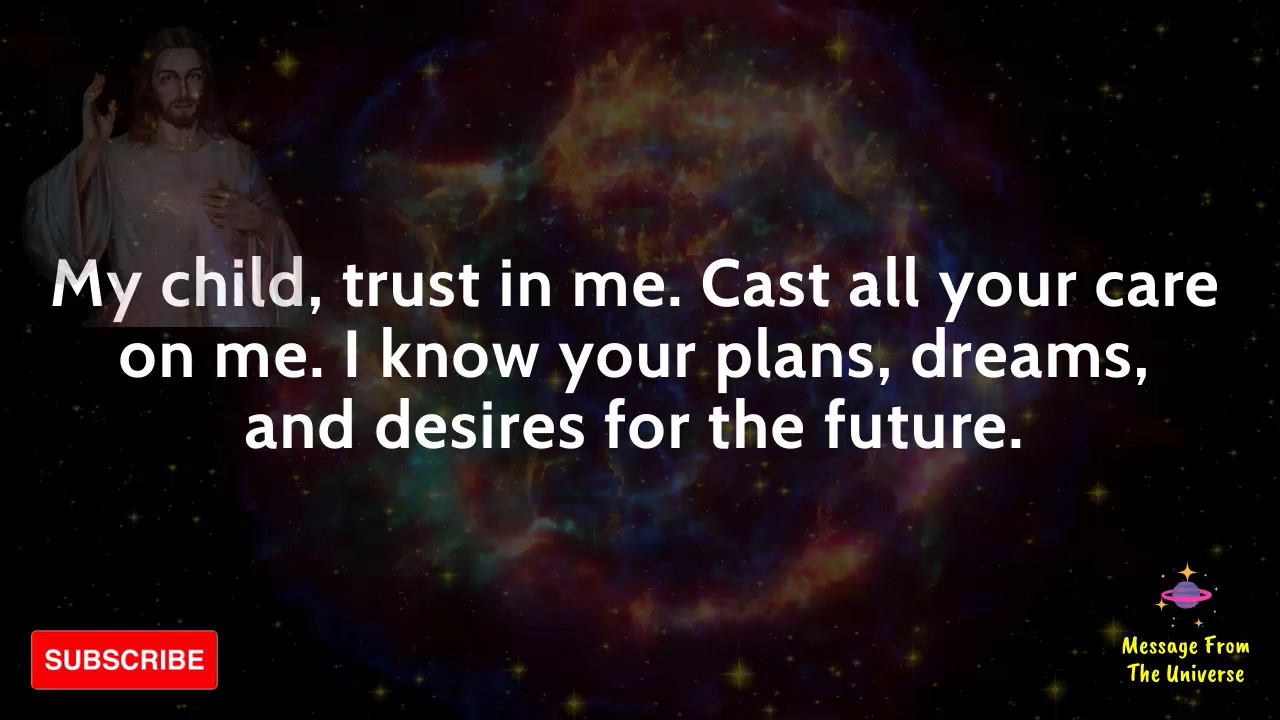 My child, trust in me. Cast all your care
on me. I know your plans, dreams,
and desires for the future.
SUBSCRIBE
Message From
The Universe